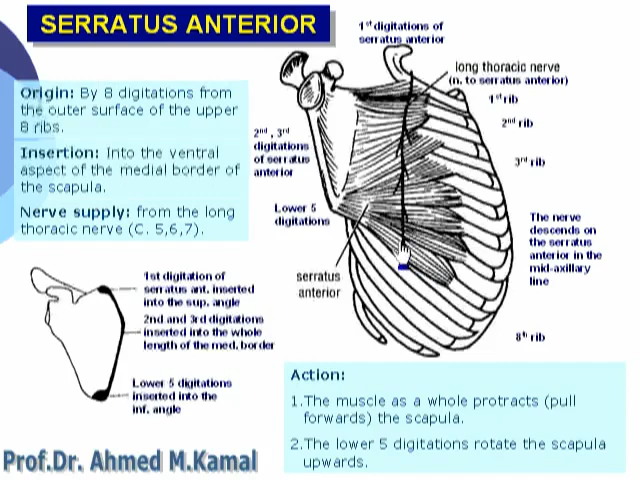 SERRATUS ANTERIOR
1st digitations of
serratus anterior
long thoracic nerve
(n. to serratus anterior)
1st rib
2nd rib
3rd rib
Origin: By 8 digitations from
the outer surface of the upper
8 ribs.
Insertion: Into the ventral
aspect of the medial border of
the scapula.
Nerve supply: from the long
thoracic nerve (C. 5,6,7).
2nd , 3rd
digitations
of serratus
anterior
Lower 5
digitations
serratus
anterior
The nerve
descends on
the serratus
anterior in the
mid-axillary
line
8th rib
1st digitation of
serratus ant. inserted
into the sup. angle
2nd and 3rd digitations
inserted into the whole
length of the med. border
Lower 5 digitations
inserted into the
inf. angle
Action:
1.The muscle as a whole protracts (pull
forwards) the scapula.
2.The lower 5 digitations rotate the scapula
upwards.
Prof.Dr. Ahmed M.Kamal